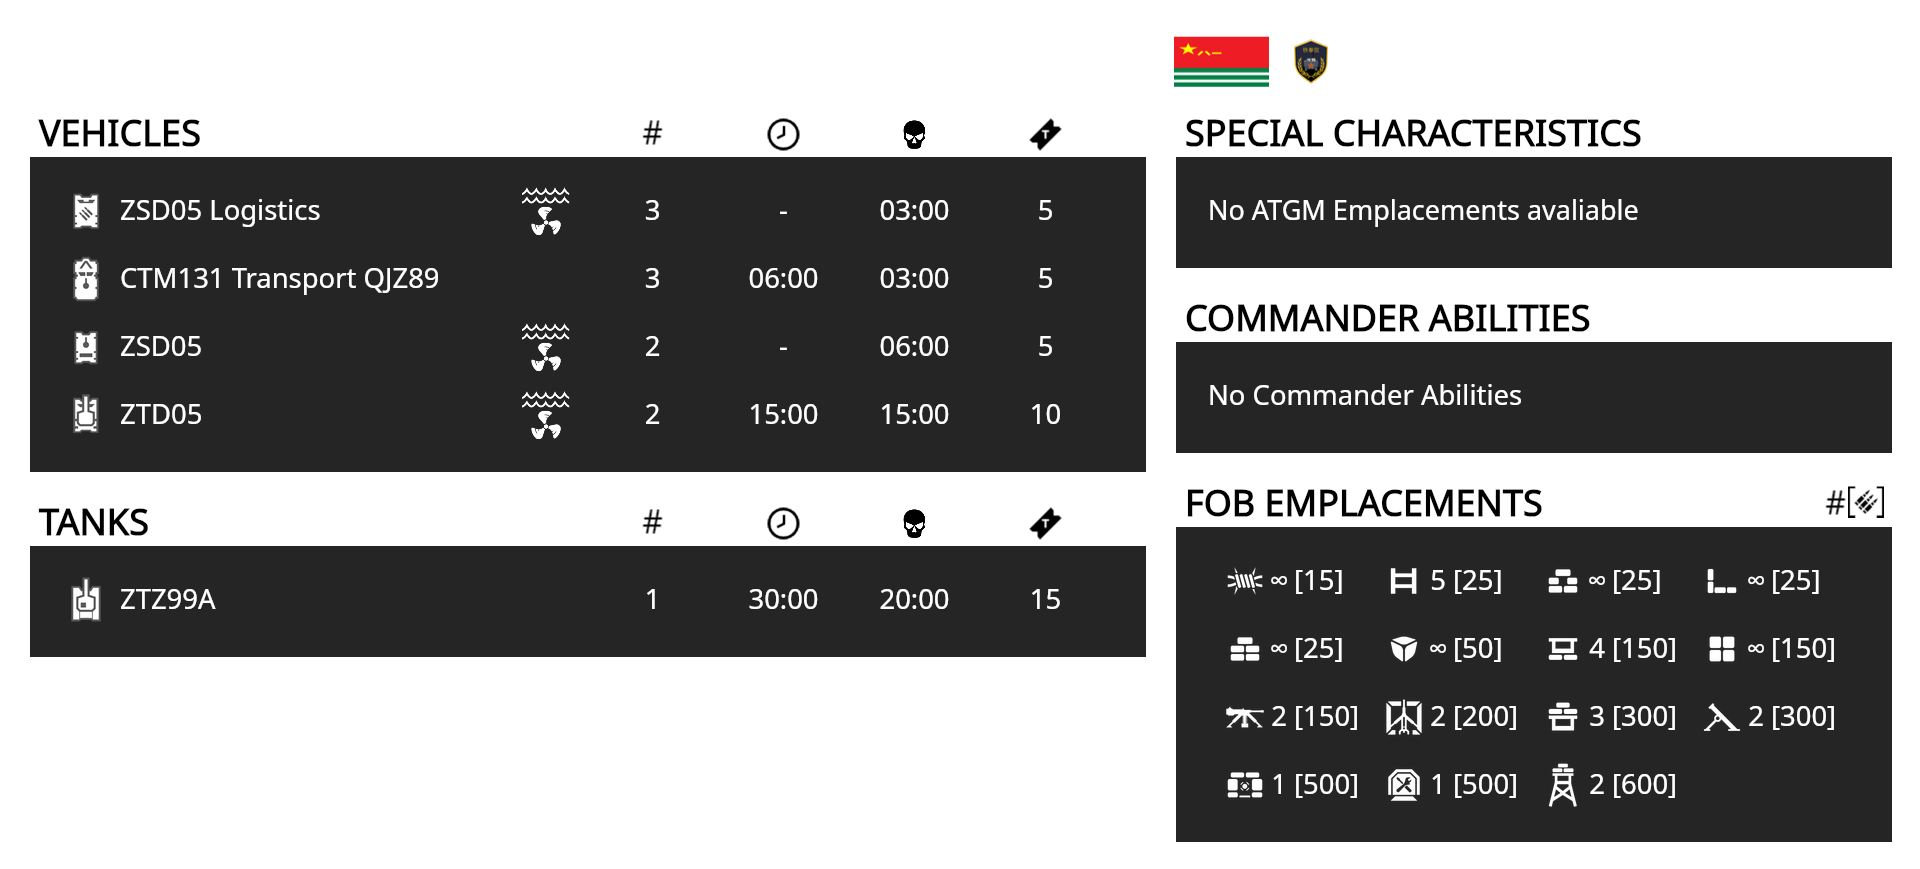 VEHICLES #
ZSD05 Logistics 3 - 03:00 5
CTM131 Transport QJZ89 3 06:00 03:00 5
ZSD05 2 - 06:00 5
ZTD05 2 15:00 15:00 10
TANKS #
ZTZ99A 1 30:00 20:00 15
SPECIAL CHARACTERISTICS
No ATGM Emplacements avaliable
COMMANDER ABILITIES
No Commander Abilities
FOB EMPLACEMENTS #[ ]
∞ [15] 5 [25] ∞ [25] ∞ [25]
∞ [25] ∞ [50] 4 [150] ∞ [150]
2 [150] 2 [200] 3 [300] 2 [300]
1 [500] 1 [500] 2 [600]